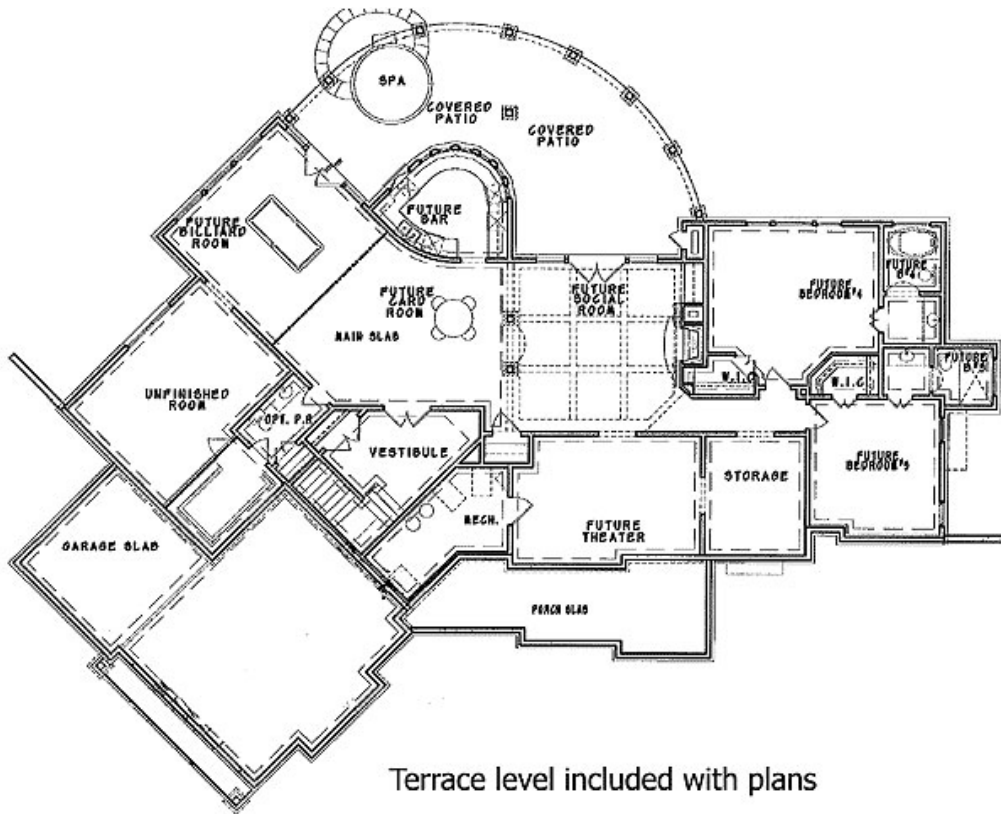 SPA
COVERED
PATIO
COVERED
PATIO
FUTURE
BAR
FUTURE
BILLIARD
ROOM
FUTURE
CARD
ROOM
FUTURE
SOCIAL
ROOM
FUTURE
BEDROOM #4
FUTURE
B #4
MAIN SLAB
UNFINISHED
ROOM
OPT. P.R.
VESTIBULE
W.I.C
W.I.C
FUTURE
B #5
FUTURE
BEDROOM #5
STORAGE
MECH.
FUTURE
THEATER
GARAGE SLAB
PORCH SLAB
Terrace level included with plans